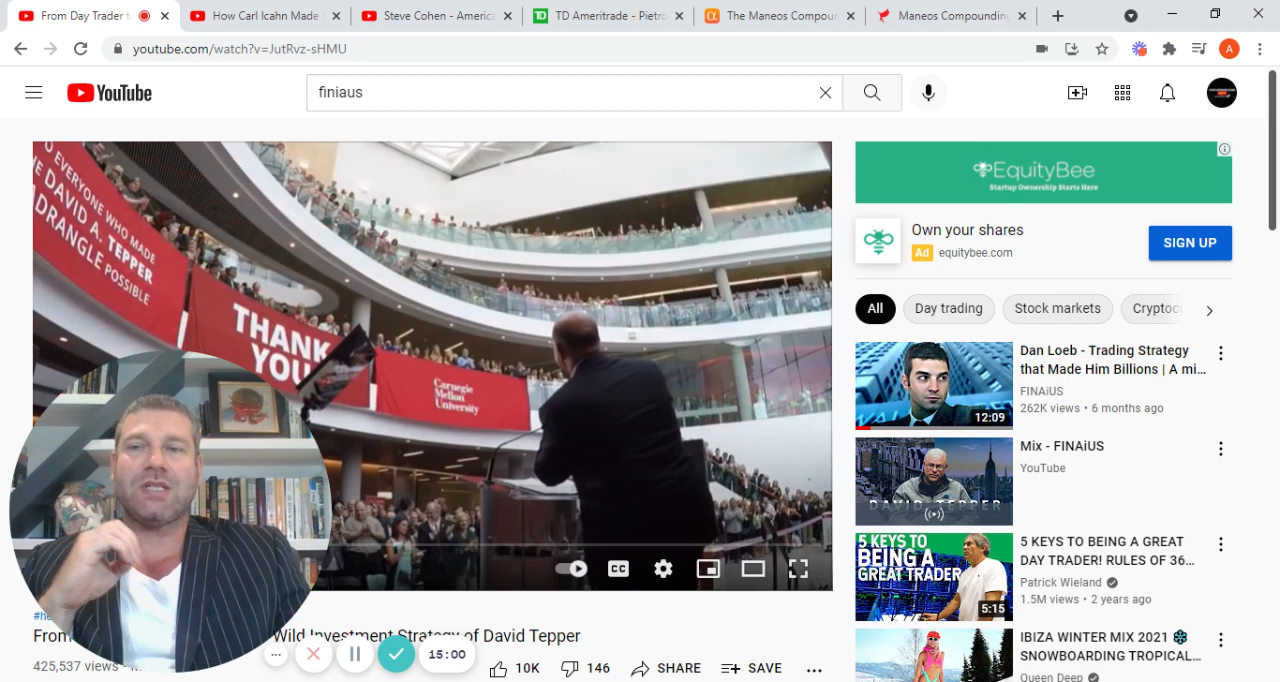 From Day Trader t
How Carl Icahn Made
Steve Cohen - America
TD Ameritrade - Pietro
The Maneos Compoun
Maneos Compounding
youtube.com/watch?v=JutRvz-sHMU
A
YouTube
finiaus
O EVERYONE WHO MADE
E DAVID A. TEPPER
DRANGLE POSSIBLE
THANK
YOU
Carnegie
Mellon
University
CC
EquityBee
Startup Ownership Starts Here
Own your shares
Ad equitybee.com
SIGN UP
All
Day trading
Stock markets
Cryptoc
Dan Loeb - Trading Strategy
that Made Him Billions | A mi...
FINAiUS
262K views • 6 months ago
12:09
Mix - FINAiUS
YouTube
DAVID TEPPER
5 KEYS TO
BEING A
GREAT TRADER
5:15
5 KEYS TO BEING A GREAT
DAY TRADER! RULES OF 36...
Patrick Wieland
1.5M views • 2 years ago
IBIZA WINTER MIX 2021
SNOWBOARDING TROPICAL...
Queen Deep
#he
From
Wild Investment Strategy of David Tepper
425,537 views
15:00
10K
146
SHARE
SAVE